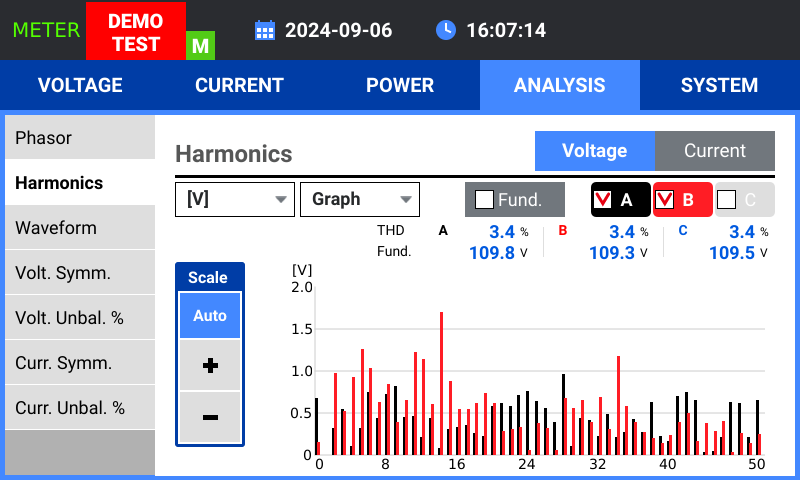 METER DEMO TEST M 2024-09-06 16:07:14
VOLTAGE CURRENT POWER ANALYSIS SYSTEM
Phasor
Harmonics
Waveform
Volt. Symm.
Volt. Unbal. %
Curr. Symm.
Curr. Unbal. %
Harmonics Voltage Current
[V] Graph Fund. A B C
THD A 3.4 % B 3.4 % C 3.4 %
Fund. 109.8 V 109.3 V 109.5 V
Scale
Auto
+
−
[V]
2.0
1.5
1.0
0.5
0
0 8 16 24 32 40 50